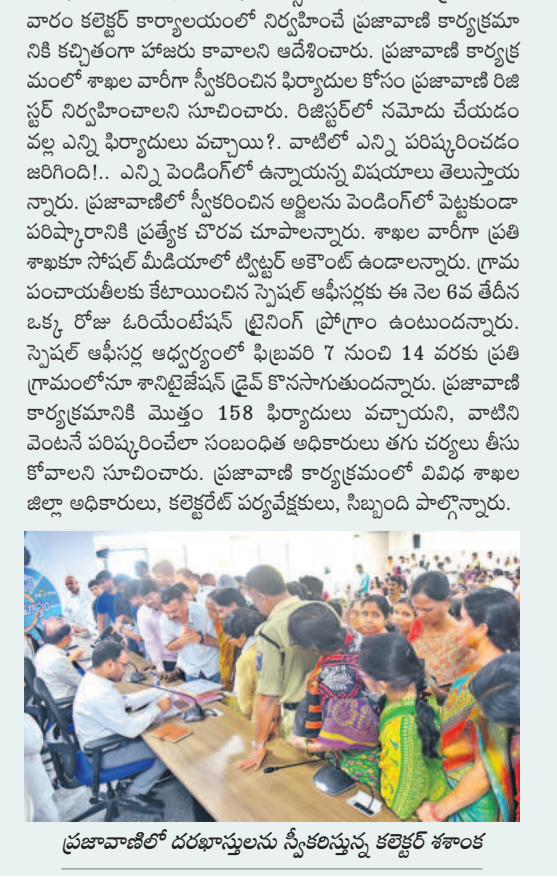 వారం కలెక్టర్ కార్యాలయంలో నిర్వహించే ప్రజావాణి కార్యక్రమా
నికి కచ్చితంగా హాజరు కావాలని ఆదేశించారు. ప్రజావాణి కార్యక్ర
మంలో శాఖల వారీగా స్వీకరించిన ఫిర్యాదుల కోసం ప్రజావాణి రిజి
స్టర్ నిర్వహించాలని సూచించారు. రిజిస్టర్‌లో నమోదు చేయడం
వల్ల ఎన్ని ఫిర్యాదులు వచ్చాయి?. వాటిలో ఎన్ని పరిష్కరించడం
జరిగింది!.. ఎన్ని పెండింగ్‌లో ఉన్నాయన్న విషయాలు తెలుస్తాయ
న్నారు. ప్రజావాణిలో స్వీకరించిన అర్జిలను పెండింగ్‌లో పెట్టకుండా
పరిష్కారానికి ప్రత్యేక చొరవ చూపాలన్నారు. శాఖల వారీగా ప్రతి
శాఖకూ సోషల్ మీడియాలో ట్విట్టర్ అకౌంట్ ఉండాలన్నారు. గ్రామ
పంచాయతీలకు కేటాయించిన స్పెషల్ ఆఫీసర్లకు ఈ నెల 6వ తేదీన
ఒక్క రోజు ఓరియేంటేషన్ ట్రైనింగ్ ప్రోగ్రాం ఉంటుందన్నారు.
స్పెషల్ ఆఫీసర్ల ఆధ్వర్యంలో ఫిబ్రవరి 7 నుంచి 14 వరకు ప్రతి
గ్రామంలోనూ శానిటైజేషన్ డ్రైవ్ కొనసాగుతుందన్నారు. ప్రజావాణి
కార్యక్రమానికి మొత్తం 158 ఫిర్యాదులు వచ్చాయని, వాటిని
వెంటనే పరిష్కరించేలా సంబంధిత అధికారులు తగు చర్యలు తీసు
కోవాలని సూచించారు. ప్రజావాణి కార్యక్రమంలో వివిధ శాఖల
జిల్లా అధికారులు, కలెక్టరేట్ పర్యవేక్షకులు, సిబ్బంది పాల్గొన్నారు.
ప్రజావాణిలో దరఖాస్తులను స్వీకరిస్తున్న కలెక్టర్ శశాంక